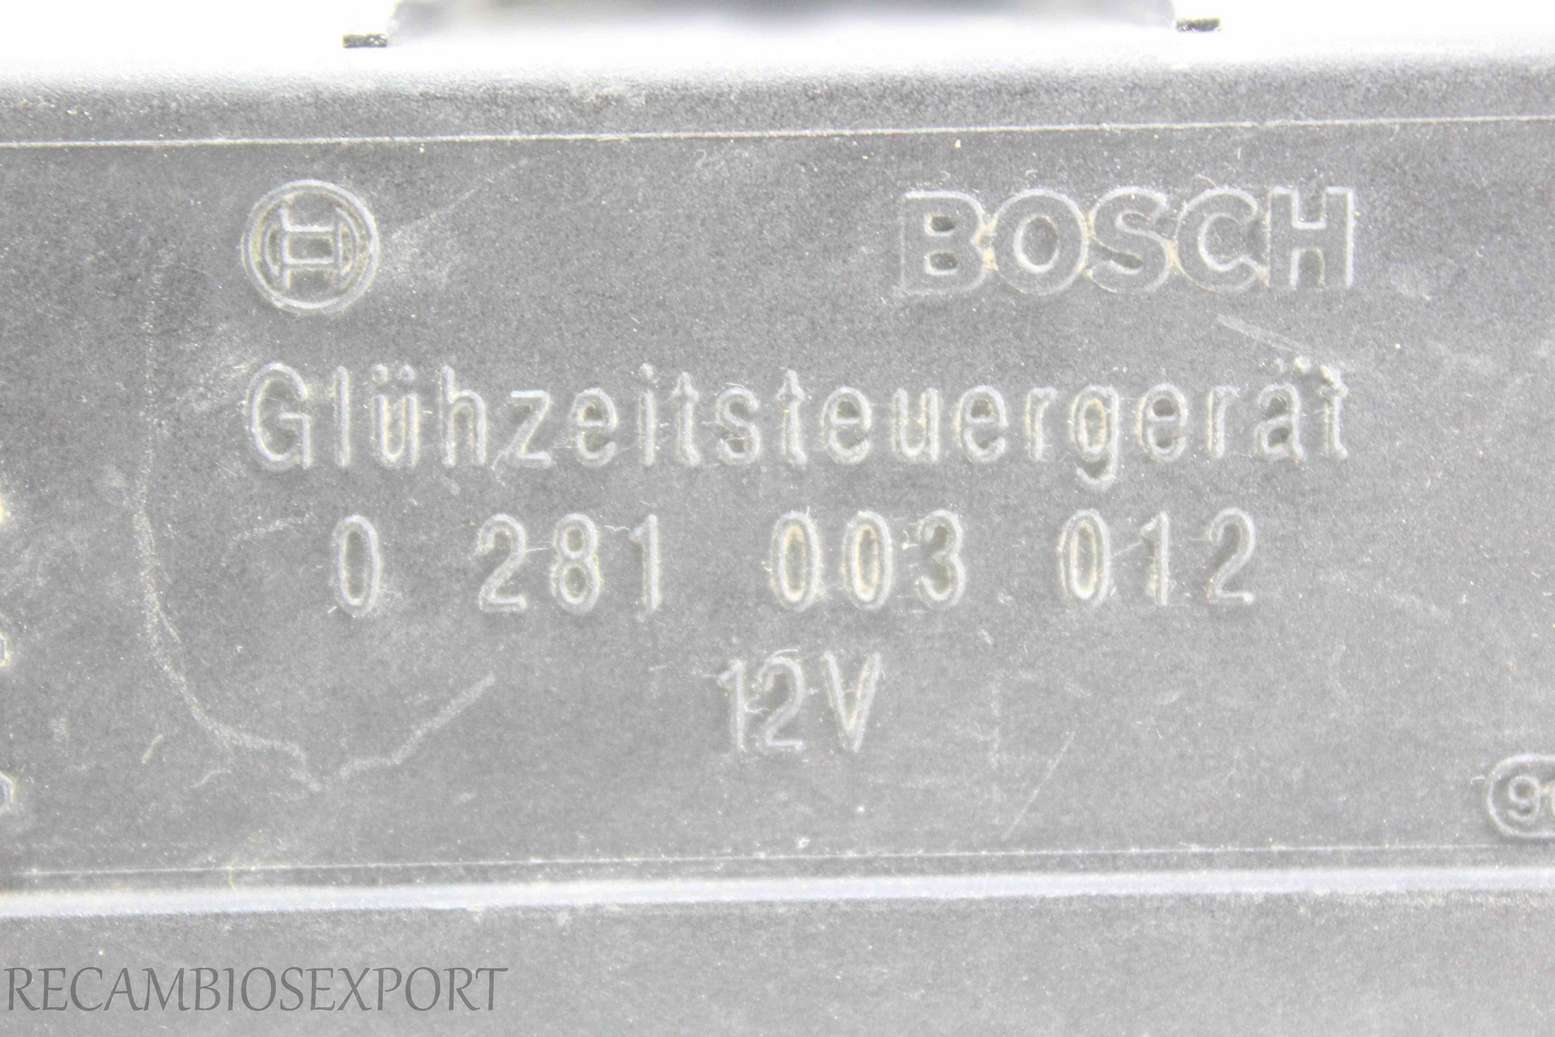 BOSCH
Glühzeitsteuergerät
0 281 003 012
12V
RECAMBIOSEXPORT